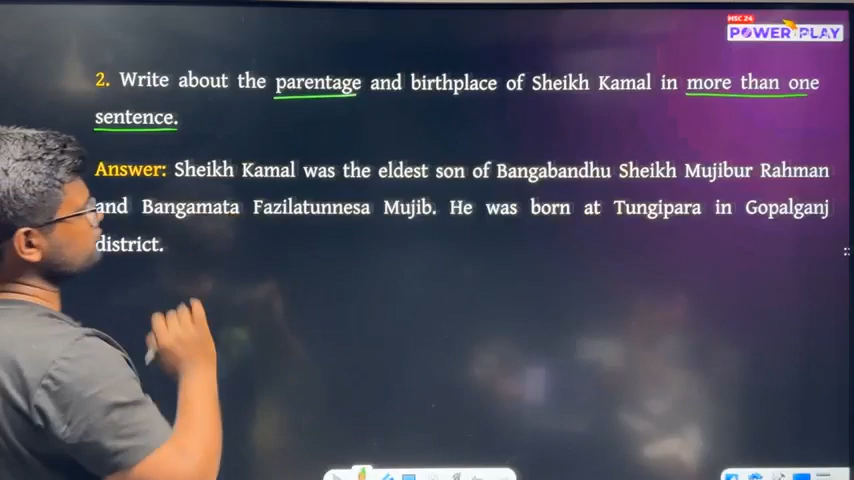 HSC 24
POWER PLAY
2. Write about the parentage and birthplace of Sheikh Kamal in more than one
sentence.
Answer: Sheikh Kamal was the eldest son of Bangabandhu Sheikh Mujibur Rahman
and Bangamata Fazilatunnesa Mujib. He was born at Tungipara in Gopalganj
district.